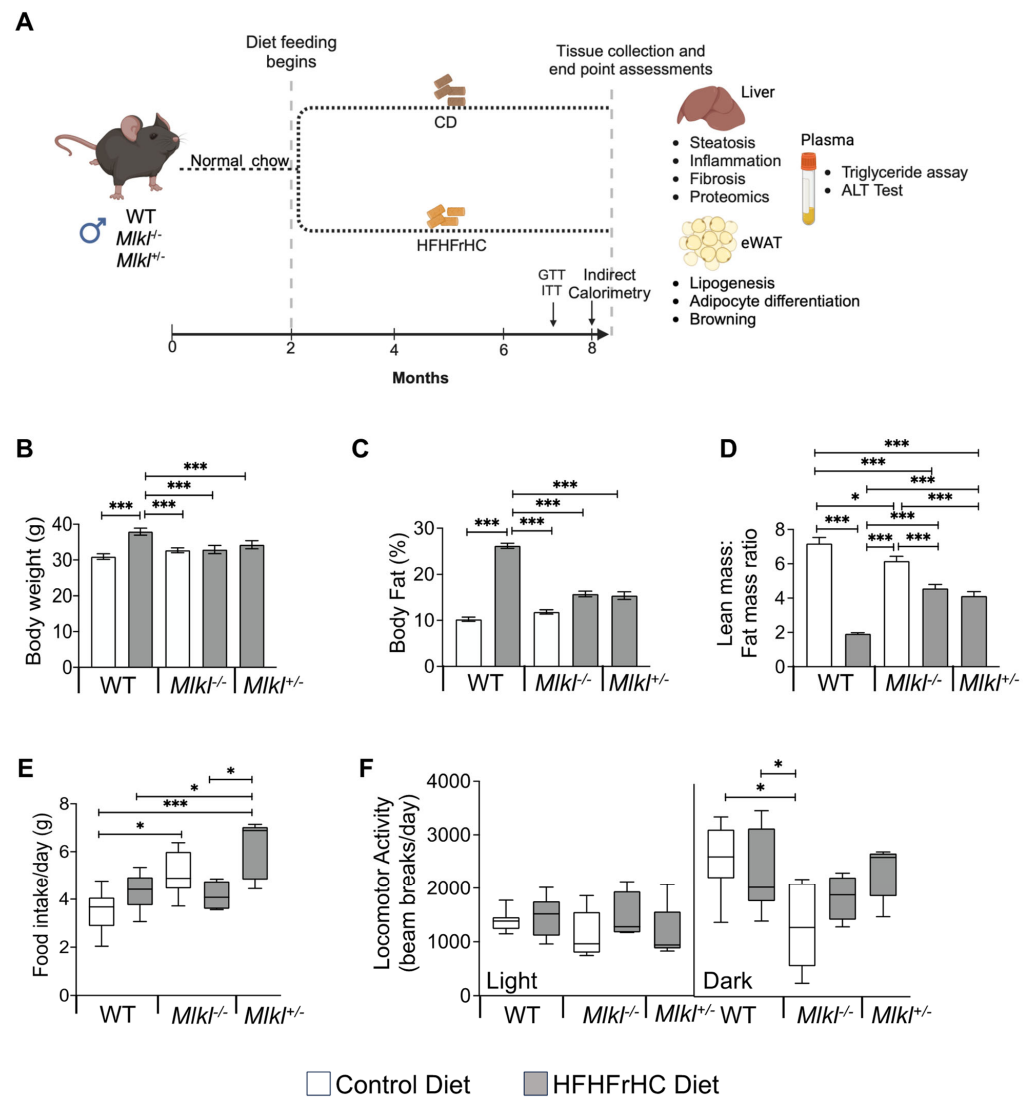 A
Diet feeding
begins
Tissue collection and
end point assessments
CD
Normal chow
HFHFrHC
♂ WT
Mlkl-/-
Mlkl+/-
GTT
ITT
Indirect
Calorimetry
0 2 4 6 8
Months
Liver
• Steatosis
• Inflammation
• Fibrosis
• Proteomics
eWAT
• Lipogenesis
• Adipocyte differentiation
• Browning
Plasma
• Triglyceride assay
• ALT Test
B
Body weight (g)
40
30
20
10
0
***
***
***
***
WT Mlkl-/- Mlkl+/-
C
Body Fat (%)
30
20
10
0
***
***
***
***
WT Mlkl-/- Mlkl+/-
D
Lean mass:
Fat mass ratio
8
6
4
2
0
***
***
***
* ***
*** ***
*** ***
WT Mlkl-/- Mlkl+/-
E
Food intake/day (g)
8
6
4
2
0
*
*
***
*
WT Mlkl-/- Mlkl+/-
F
Locomotor Activity
(beam breaks/day)
4000
3000
2000
1000
0
*
*
Light Dark
WT Mlkl-/- Mlkl+/- WT Mlkl-/- Mlkl+/-
Control Diet HFHFrHC Diet